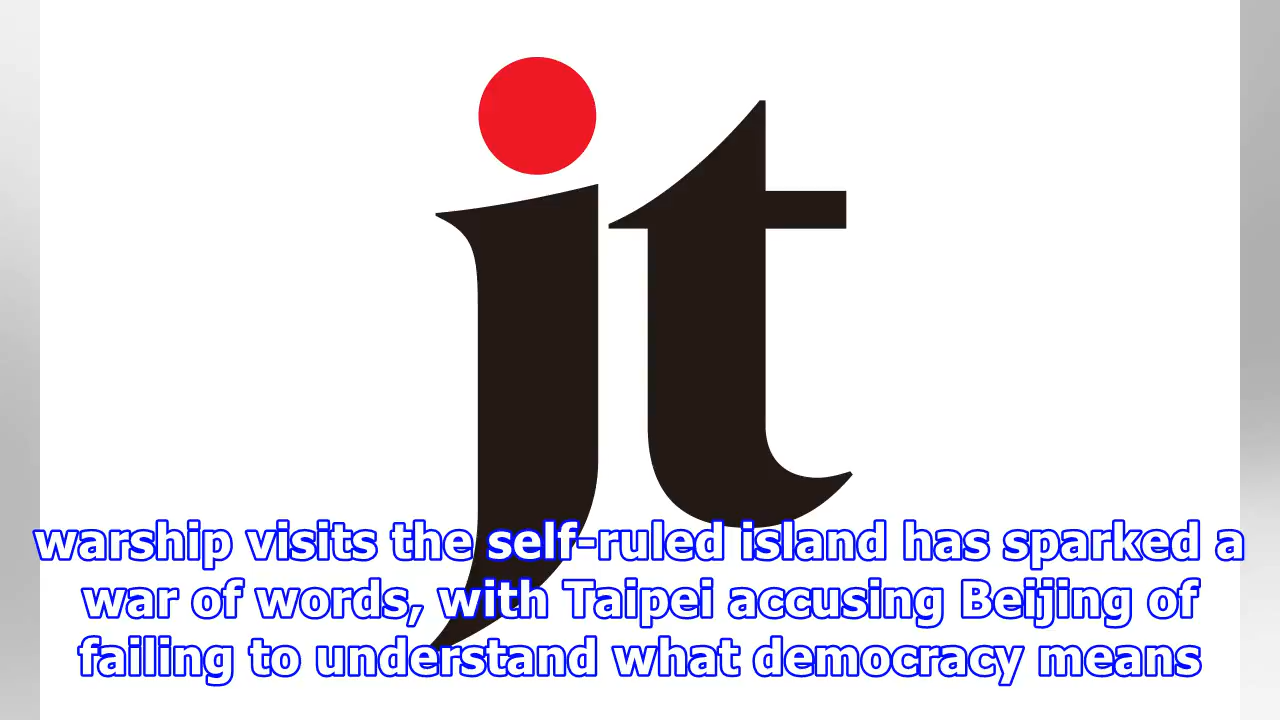 jt
warship visits the self-ruled island has sparked a
war of words, with Taipei accusing Beijing of
failing to understand what democracy means